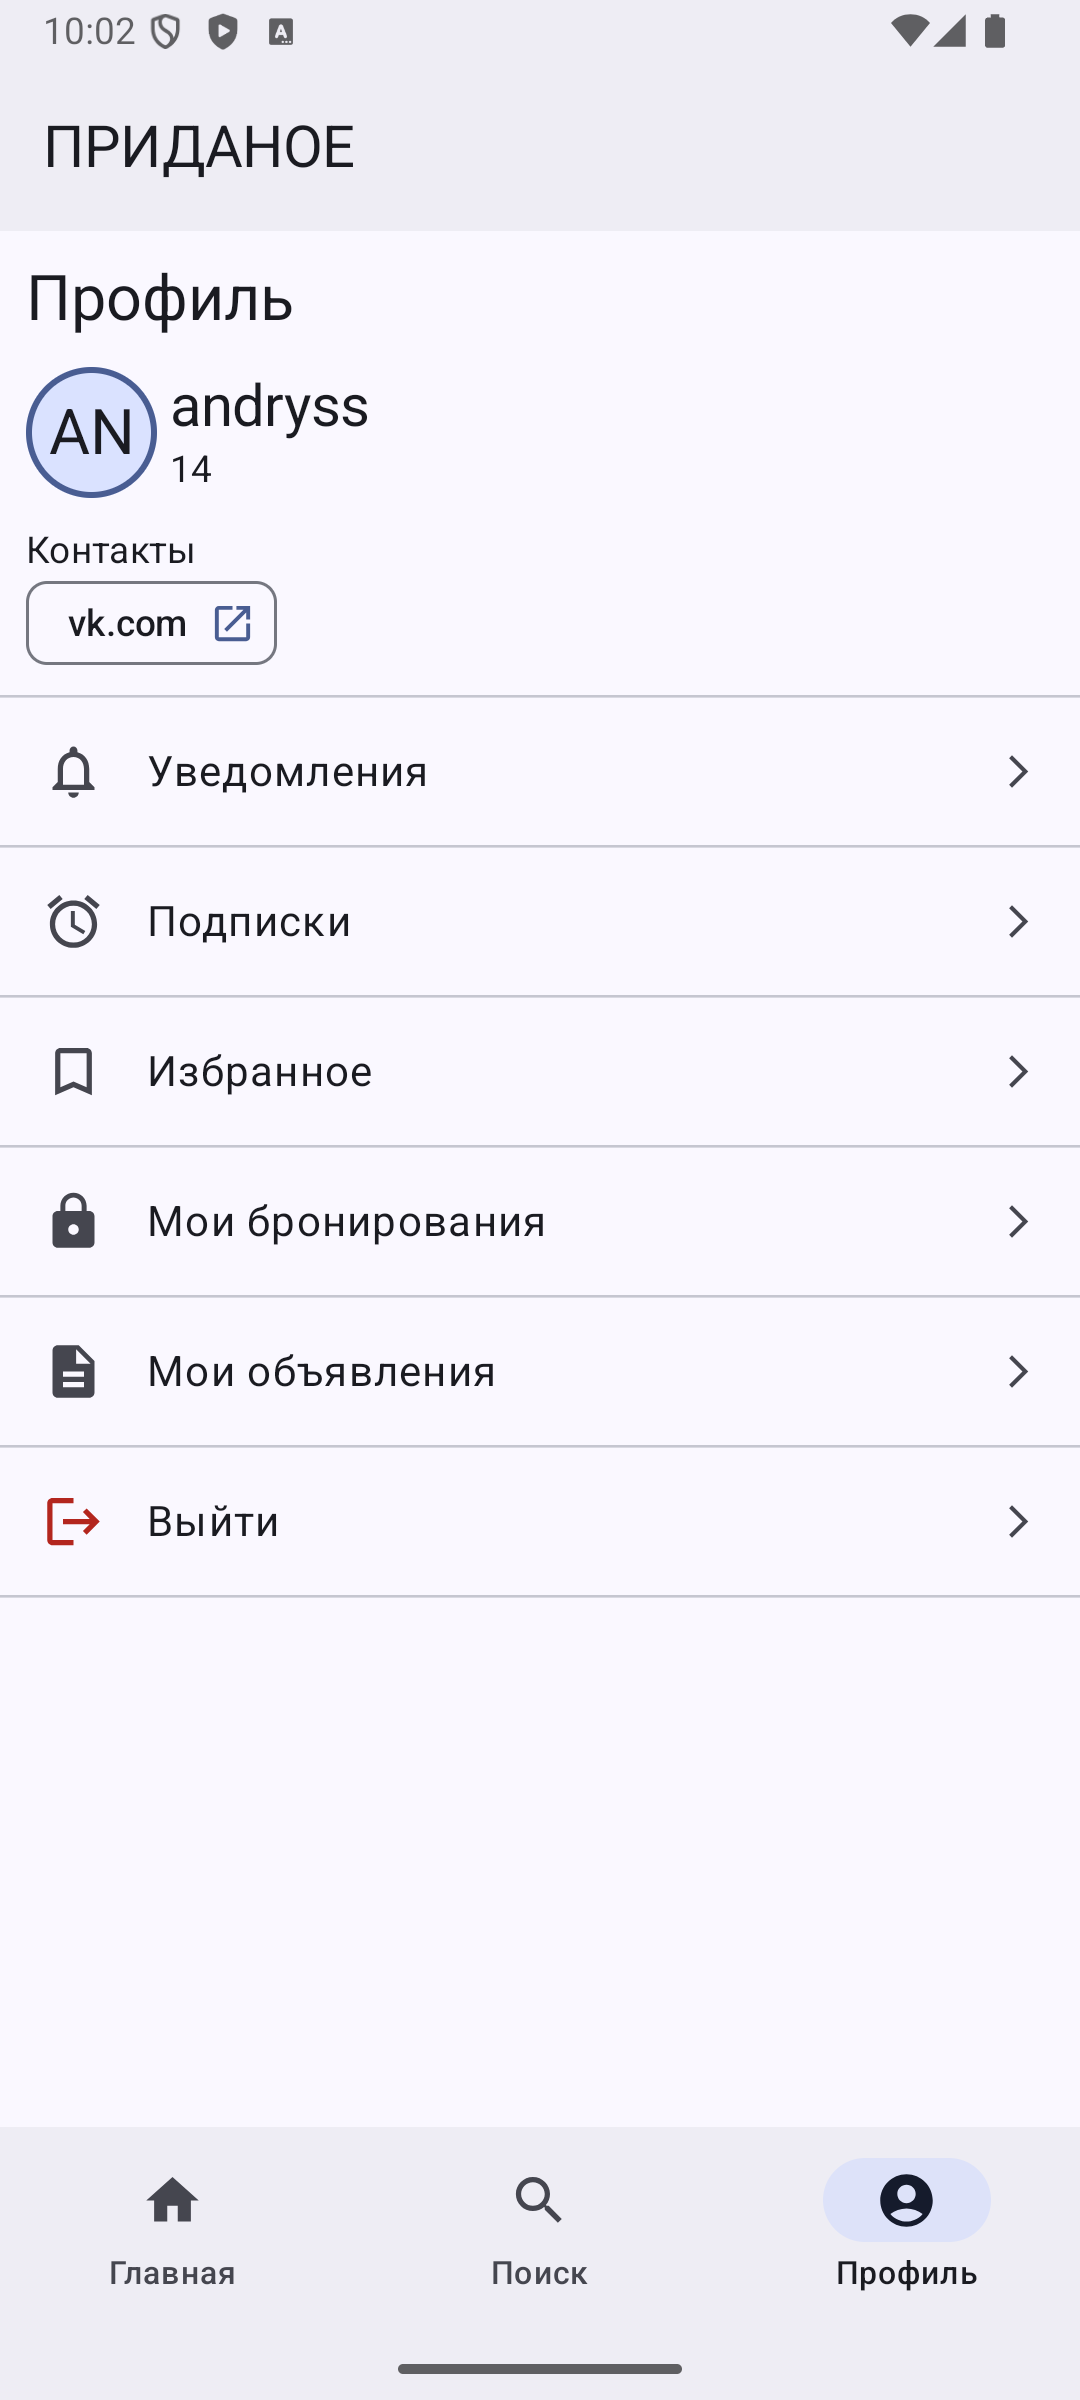 10:02
ПРИДАНОЕ
Профиль
AN
andryss
14
Контакты
vk.com
Уведомления
Подписки
Избранное
Мои бронирования
Мои объявления
Выйти
Главная
Поиск
Профиль